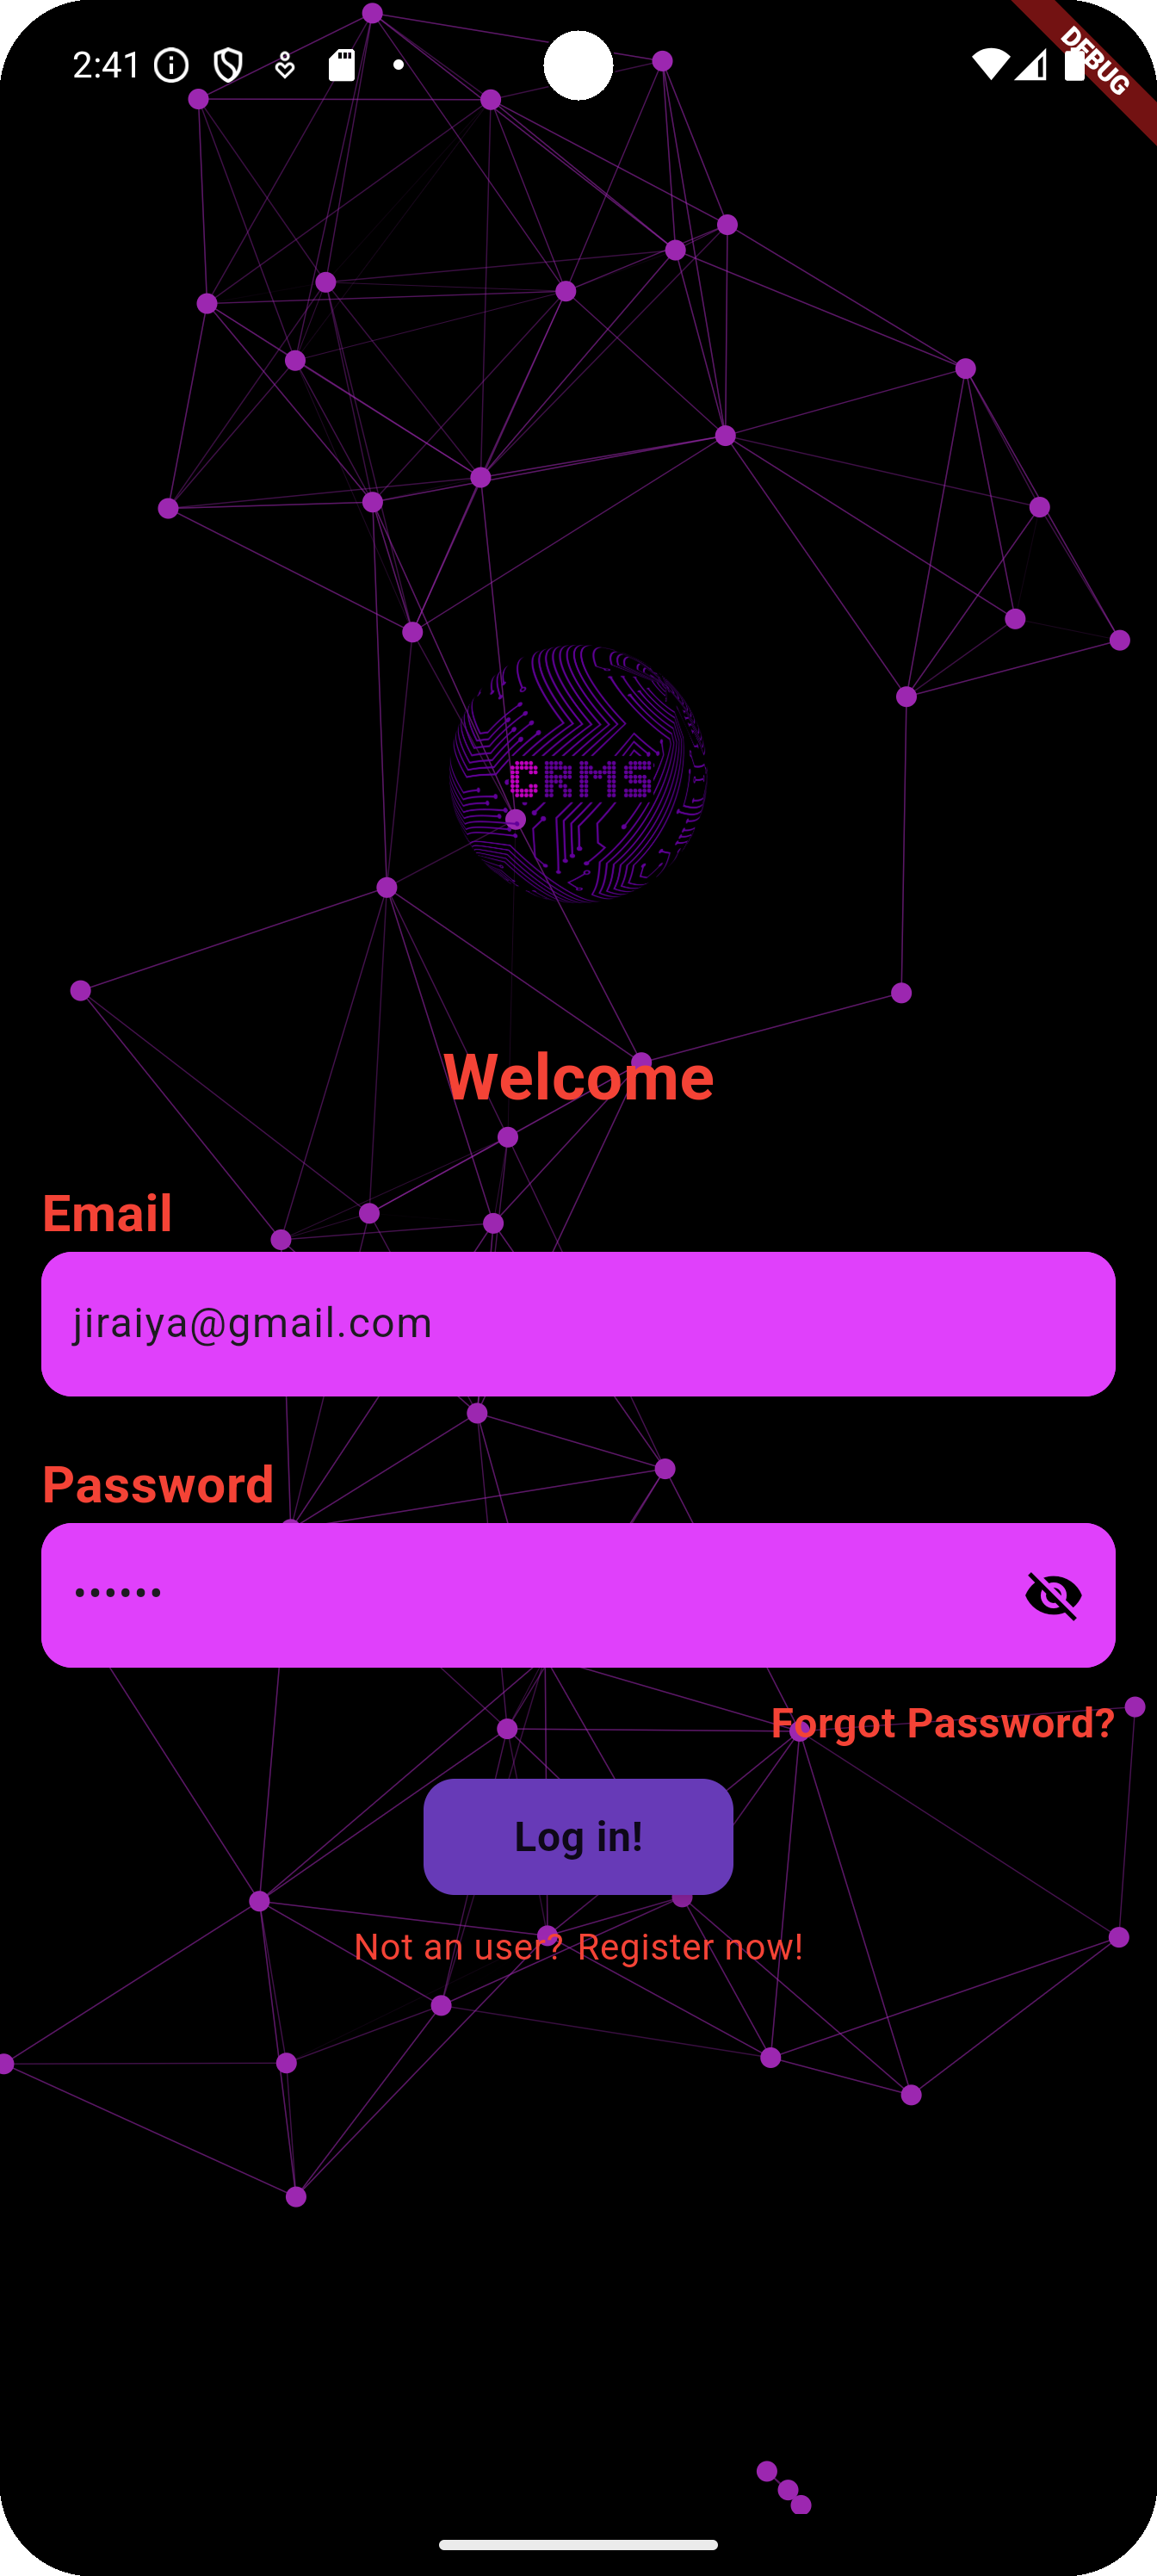 2:41
DEBUG
CRMS
Welcome
Email
jiraiya@gmail.com
Password
••••••
Forgot Password?
Log in!
Not an user? Register now!